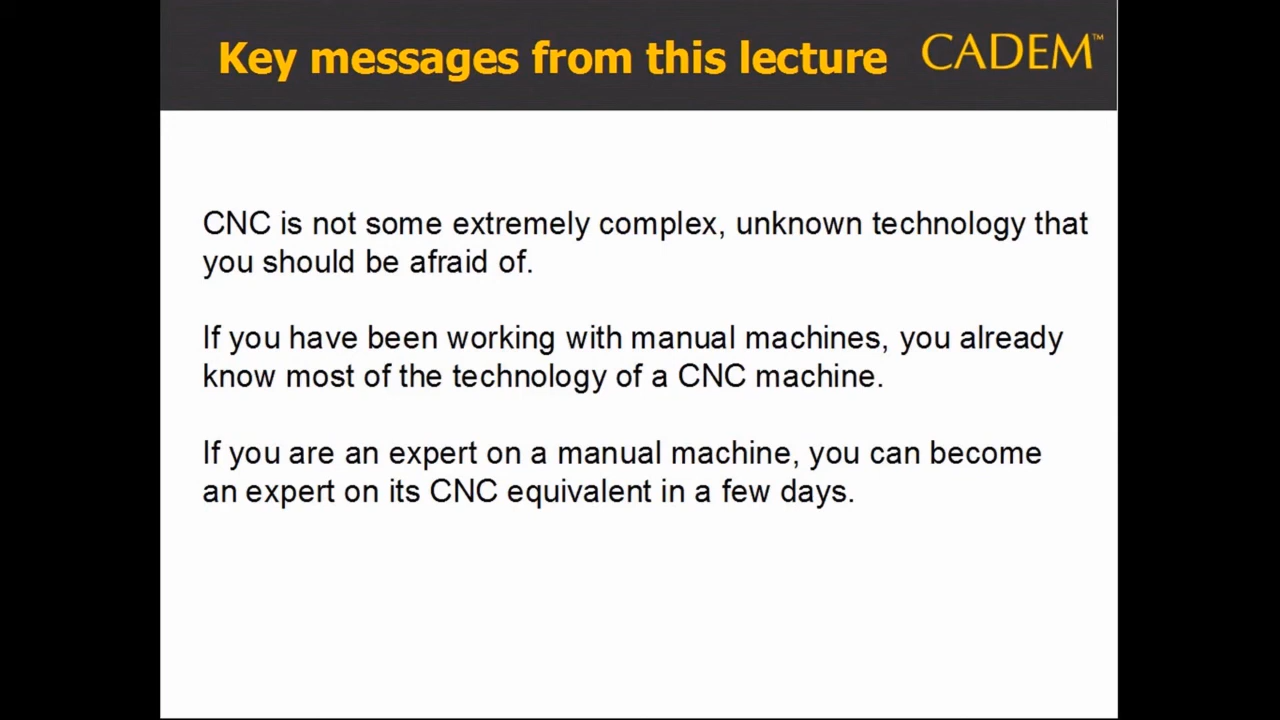 Key messages from this lecture
CADEM™
CNC is not some extremely complex, unknown technology that
you should be afraid of.
If you have been working with manual machines, you already
know most of the technology of a CNC machine.
If you are an expert on a manual machine, you can become
an expert on its CNC equivalent in a few days.